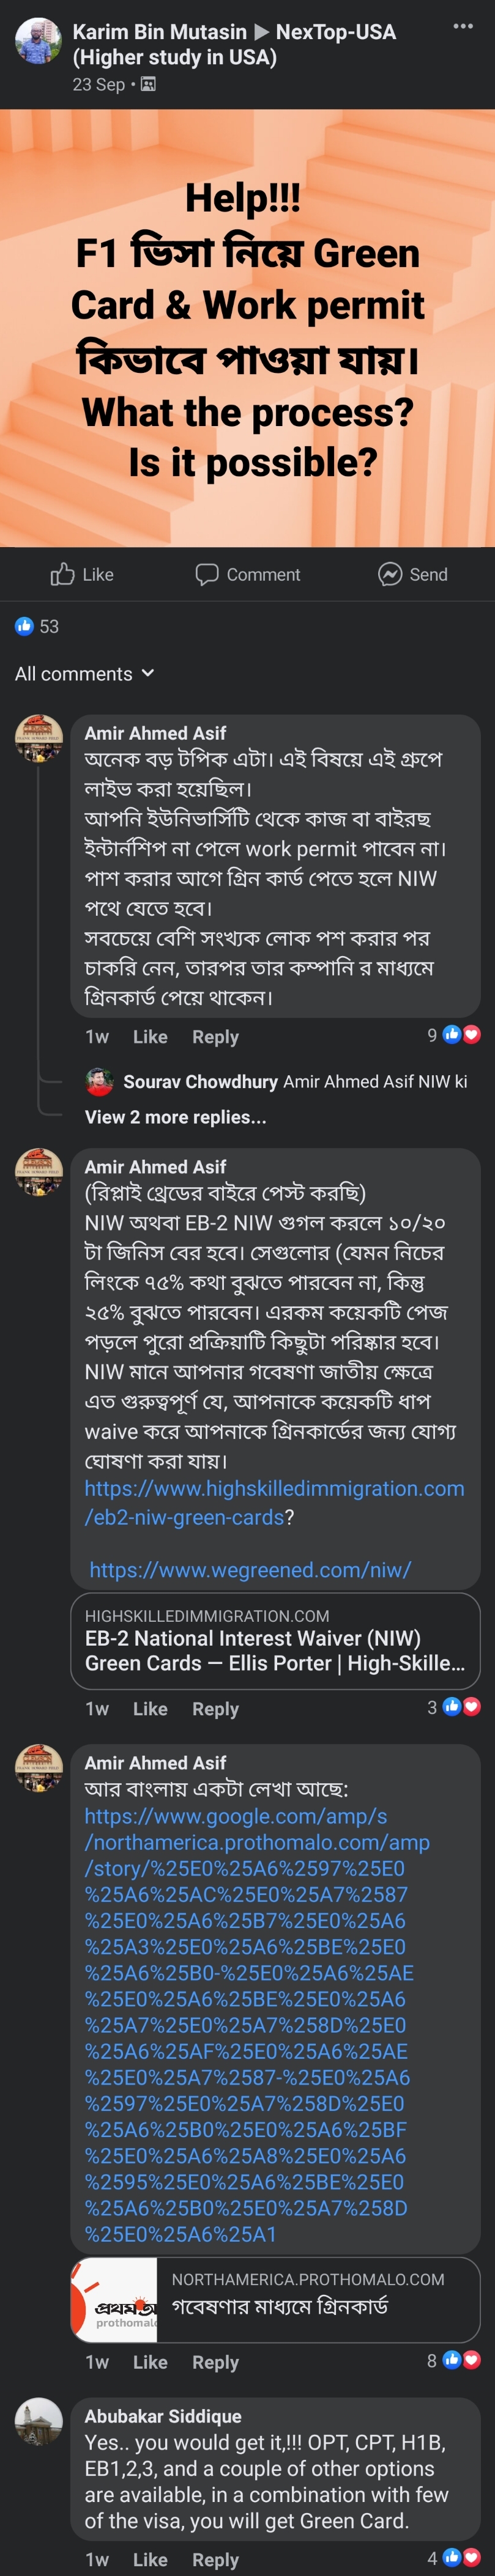 Karim Bin Mutasin ▶ NexTop-USA
(Higher study in USA)
23 Sep •
Help!!!
F1 ভিসা নিয়ে Green
Card & Work permit
কিভাবে পাওয়া যায়।
What the process?
Is it possible?
Like
Comment
Send
53
All comments
Amir Ahmed Asif
অনেক বড় টপিক এটা। এই বিষয়ে এই গ্রুপে
লাইভ করা হয়েছিল।
আপনি ইউনিভার্সিটি থেকে কাজ বা বাইরছ
ইন্টার্নশিপ না পেলে work permit পাবেন না।
পাশ করার আগে গ্রিন কার্ড পেতে হলে NIW
পথে যেতে হবে।
সবচেয়ে বেশি সংখ্যক লোক পশ করার পর
চাকরি নেন, তারপর তার কম্পানি র মাধ্যমে
গ্রিনকার্ড পেয়ে থাকেন।
1w Like Reply 9
Sourav Chowdhury Amir Ahmed Asif NIW ki
View 2 more replies...
Amir Ahmed Asif
(রিপ্লাই থ্রেডের বাইরে পেস্ট করছি)
NIW অথবা EB-2 NIW গুগল করলে ১০/২০
টা জিনিস বের হবে। সেগুলোর (যেমন নিচের
লিংকে ৭৫% কথা বুঝতে পারবেন না, কিন্তু
২৫% বুঝতে পারবেন। এরকম কয়েকটি পেজ
পড়লে পুরো প্রক্রিয়াটি কিছুটা পরিষ্কার হবে।
NIW মানে আপনার গবেষণা জাতীয় ক্ষেত্রে
এত গুরুত্বপূর্ণ যে, আপনাকে কয়েকটি ধাপ
waive করে আপনাকে গ্রিনকার্ডের জন্য যোগ্য
ঘোষণা করা যায়।
https://www.highskilledimmigration.com
/eb2-niw-green-cards?
https://www.wegreened.com/niw/
HIGHSKILLEDIMMIGRATION.COM
EB-2 National Interest Waiver (NIW)
Green Cards — Ellis Porter | High-Skille...
1w Like Reply 3
Amir Ahmed Asif
আর বাংলায় একটা লেখা আছে:
https://www.google.com/amp/s
/northamerica.prothomalo.com/amp
/story/%25E0%25A6%2597%25E0
%25A6%25AC%25E0%25A7%2587
%25E0%25A6%25B7%25E0%25A6
%25A3%25E0%25A6%25BE%25E0
%25A6%25B0-%25E0%25A6%25AE
%25E0%25A6%25BE%25E0%25A6
%25A7%25E0%25A7%258D%25E0
%25A6%25AF%25E0%25A6%25AE
%25E0%25A7%2587-%25E0%25A6
%2597%25E0%25A7%258D%25E0
%25A6%25B0%25E0%25A6%25BF
%25E0%25A6%25A8%25E0%25A6
%2595%25E0%25A6%25BE%25E0
%25A6%25B0%25E0%25A7%258D
%25E0%25A6%25A1
NORTHAMERICA.PROTHOMALO.COM
গবেষণার মাধ্যমে গ্রিনকার্ড
prothomalo
1w Like Reply 8
Abubakar Siddique
Yes.. you would get it,!!! OPT, CPT, H1B,
EB1,2,3, and a couple of other options
are available, in a combination with few
of the visa, you will get Green Card.
1w Like Reply 4